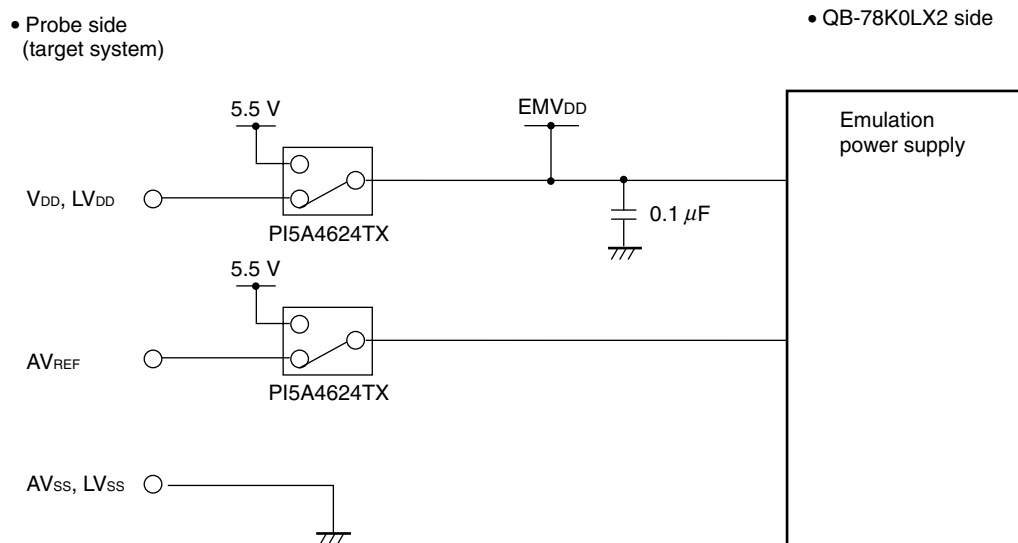 • Probe side
(target system)
• QB-78K0LX2 side
5.5 V
EMVDD
Emulation
power supply
VDD, LVDD
0.1 μF
PI5A4624TX
5.5 V
AVREF
PI5A4624TX
AVSS, LVSS